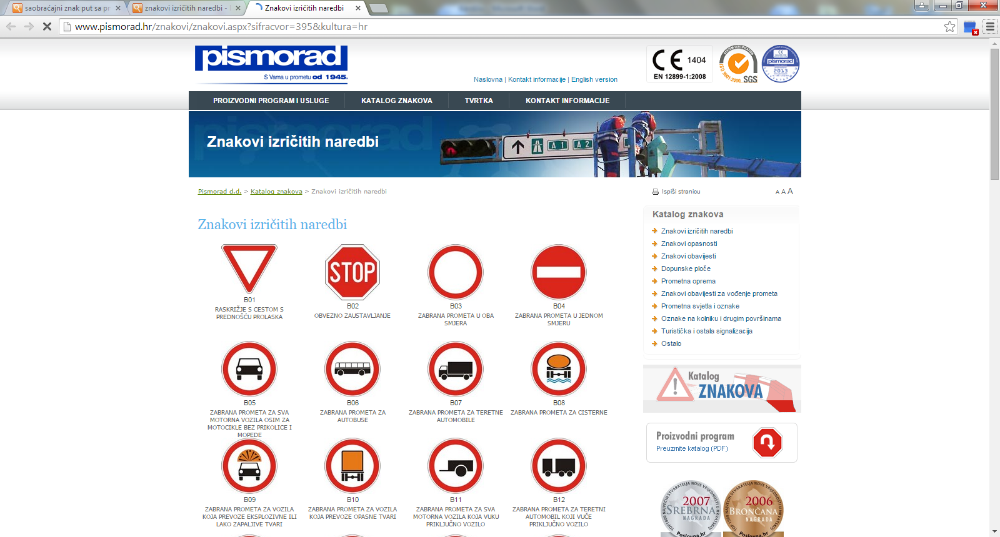 saobraćajni znak put sa pr
znakovi izričitih naredbi -
Znakovi izričitih naredbi
www.pismorad.hr/znakovi/znakovi.aspx?sifracvor=395&kultura=hr
pismorad
S Vama u prometu od 1945.
Naslovna | Kontakt informacije | English version
CE 1404
EN 12899-1:2008
ISO 9001:2000
SGS
CE
pismorad
2013
PROIZVODNI PROGRAM I USLUGE
KATALOG ZNAKOVA
TVRTKA
KONTAKT INFORMACIJE
Znakovi izričitih naredbi
A1
A2
Pismorad d.d. > Katalog znakova > Znakovi izričitih naredbi
Ispiši stranicu
A A A
Znakovi izričitih naredbi
STOP
B01
RASKRIŽJE S CESTOM S
PREDNOŠĆU PROLASKA
B02
OBVEZNO ZAUSTAVLJANJE
B03
ZABRANA PROMETA U OBA
SMJERA
B04
ZABRANA PROMETA U JEDNOM
SMJERU
B05
ZABRANA PROMETA ZA SVA
MOTORNA VOZILA OSIM ZA
MOTOCIKLE BEZ PRIKOLICE I
MOPEDE
B06
ZABRANA PROMETA ZA
AUTOBUSE
B07
ZABRANA PROMETA ZA TERETNE
AUTOMOBILE
B08
ZABRANA PROMETA ZA CISTERNE
B09
ZABRANA PROMETA ZA VOZILA
KOJA PREVOZE EKSPLOZIVNE ILI
LAKO ZAPALJIVE TVARI
B10
ZABRANA PROMETA ZA VOZILA
KOJA PREVOZE OPASNE TVARI
B11
ZABRANA PROMETA ZA SVA
MOTORNA VOZILA KOJA VUKU
PRIKLJUČNO VOZILO
B12
ZABRANA PROMETA ZA TERETNI
AUTOMOBIL KOJI VUČE
PRIKLJUČNO VOZILO
Katalog znakova
Znakovi izričitih naredbi
Znakovi opasnosti
Znakovi obavijesti
Dopunske ploče
Prometna oprema
Znakovi obavijesti za vođenje prometa
Prometna svjetla i oznake
Oznake na kolniku i drugim površinama
Turistička i ostala signalizacija
Ostalo
Katalog
ZNAKOVA
Proizvodni program
Preuzmite katalog (PDF)
2007
SREBRNA
NAGRADA
Poslovna.hr
2006
BRONČANA
NAGRADA
Poslovna.hr